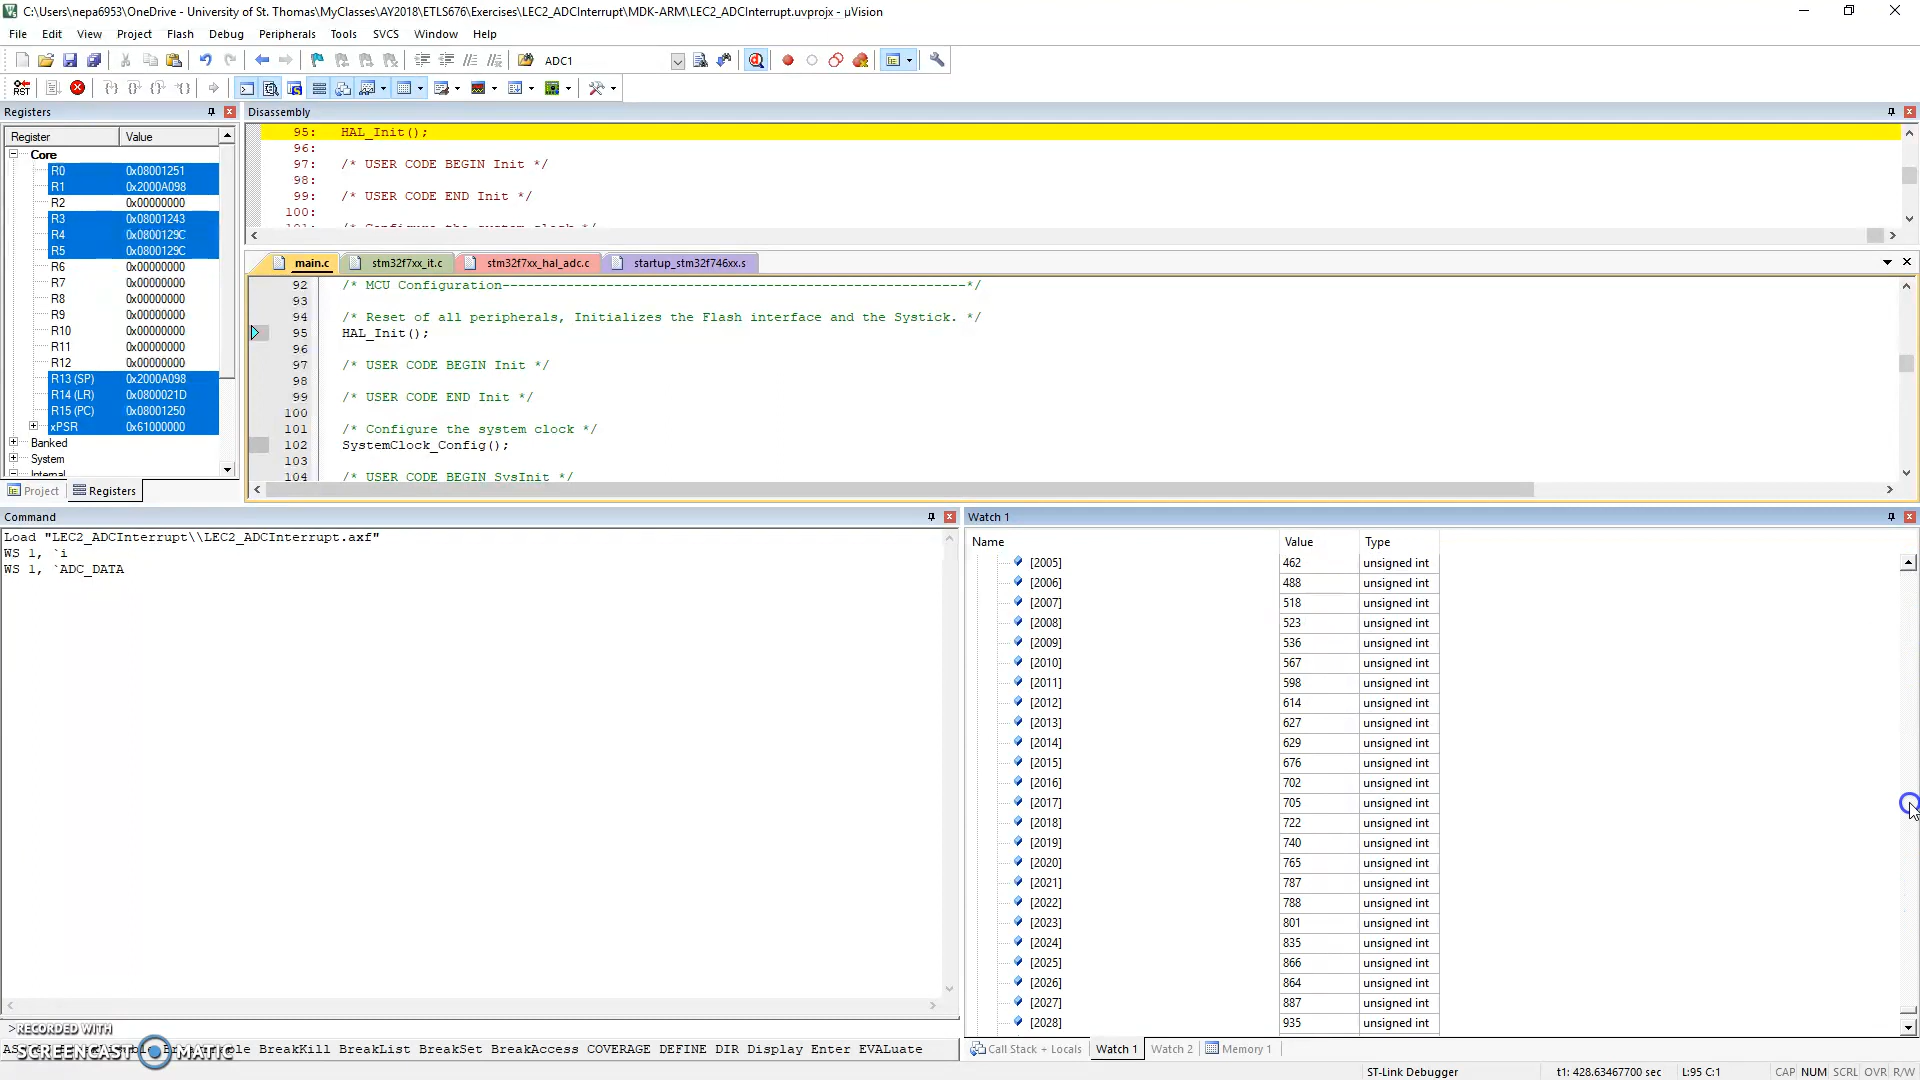 C:\Users\nepa6953\OneDrive - University of St. Thomas\MyClasses\AY2018\ETLS676\Exercises\LEC2_ADCInterrupt\MDK-ARM\LEC2_ADCInterrupt.uvprojx - µVision
File Edit View Project Flash Debug Peripherals Tools SVCS Window Help
ADC1
RST
Registers
Register Value
Core
R0 0x08001251
R1 0x2000A098
R2 0x00000000
R3 0x08001243
R4 0x0800129C
R5 0x0800129C
R6 0x00000000
R7 0x00000000
R8 0x00000000
R9 0x00000000
R10 0x00000000
R11 0x00000000
R12 0x00000000
R13 (SP) 0x2000A098
R14 (LR) 0x0800021D
R15 (PC) 0x08001250
xPSR 0x61000000
Banked
System
Internal
Project Registers
Disassembly
95: HAL_Init();
96:
97: /* USER CODE BEGIN Init */
98:
99: /* USER CODE END Init */
100:
101: /* Configure the system clock */
main.c stm32f7xx_it.c stm32f7xx_hal_adc.c startup_stm32f746xx.s
92 /* MCU Configuration----------------------------------------------------------*/
93
94 /* Reset of all peripherals, Initializes the Flash interface and the Systick. */
95 HAL_Init();
96
97 /* USER CODE BEGIN Init */
98
99 /* USER CODE END Init */
100
101 /* Configure the system clock */
102 SystemClock_Config();
103
104 /* USER CODE BEGIN SysInit */
Command
Load "LEC2_ADCInterrupt\\LEC2_ADCInterrupt.axf"
WS 1, `i
WS 1, `ADC_DATA
>
RECORDED WITH
SCREENCAST MATIC
BreakKill BreakList BreakSet BreakAccess COVERAGE DEFINE DIR Display Enter EVALuate
Watch 1
Name Value Type
[2005] 462 unsigned int
[2006] 488 unsigned int
[2007] 518 unsigned int
[2008] 523 unsigned int
[2009] 536 unsigned int
[2010] 567 unsigned int
[2011] 598 unsigned int
[2012] 614 unsigned int
[2013] 627 unsigned int
[2014] 629 unsigned int
[2015] 676 unsigned int
[2016] 702 unsigned int
[2017] 705 unsigned int
[2018] 722 unsigned int
[2019] 740 unsigned int
[2020] 765 unsigned int
[2021] 787 unsigned int
[2022] 788 unsigned int
[2023] 801 unsigned int
[2024] 835 unsigned int
[2025] 866 unsigned int
[2026] 864 unsigned int
[2027] 887 unsigned int
[2028] 935 unsigned int
Call Stack + Locals Watch 1 Watch 2 Memory 1
ST-Link Debugger t1: 428.63467700 sec L:95 C:1 CAP NUM SCRL OVR R/W